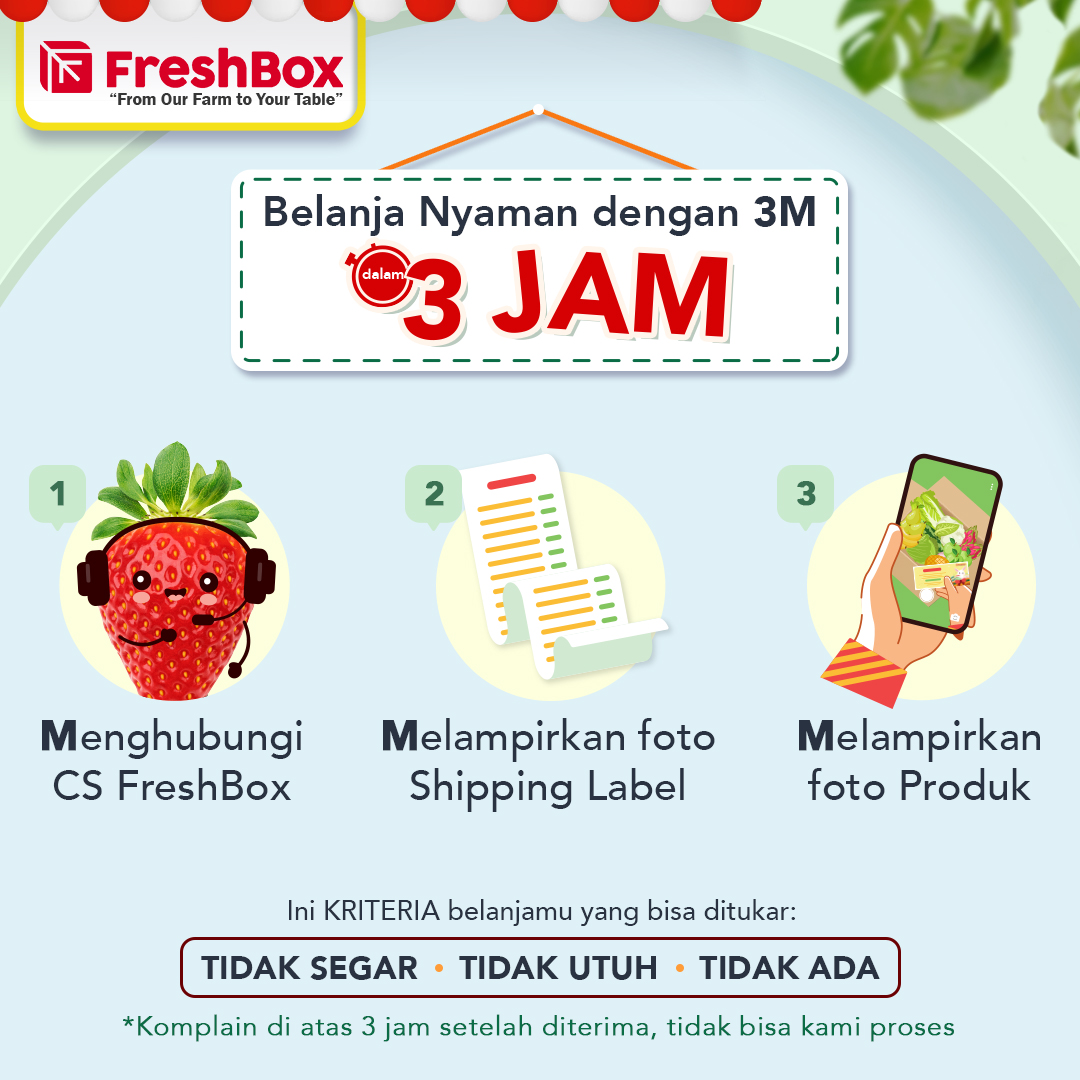 FreshBox
“From Our Farm to Your Table”
Belanja Nyaman dengan 3M
dalam
3 JAM
1
Menghubungi
CS FreshBox
2
Melampirkan foto
Shipping Label
3
Melampirkan
foto Produk
Ini KRITERIA belanjamu yang bisa ditukar:
TIDAK SEGAR • TIDAK UTUH • TIDAK ADA
*Komplain di atas 3 jam setelah diterima, tidak bisa kami proses